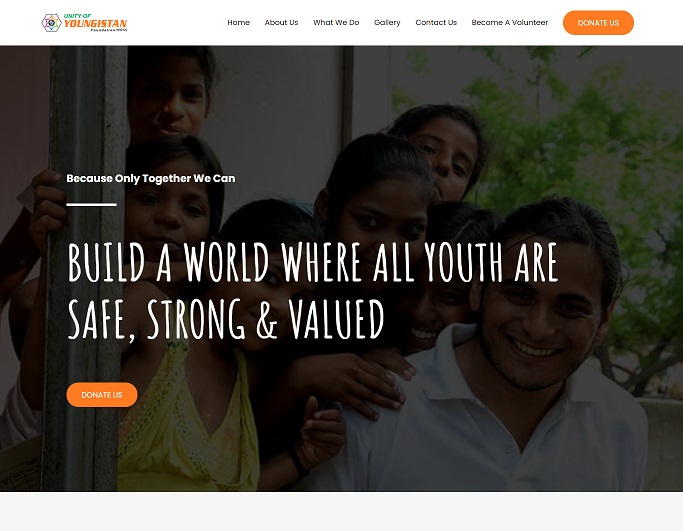 UNITY OF
YOUNGISTAN
Foundation(NGO)
Home About Us What We Do Gallery Contact Us Become A Volunteer DONATE US
Because Only Together We Can
BUILD A WORLD WHERE ALL YOUTH ARE
SAFE, STRONG & VALUED
DONATE US